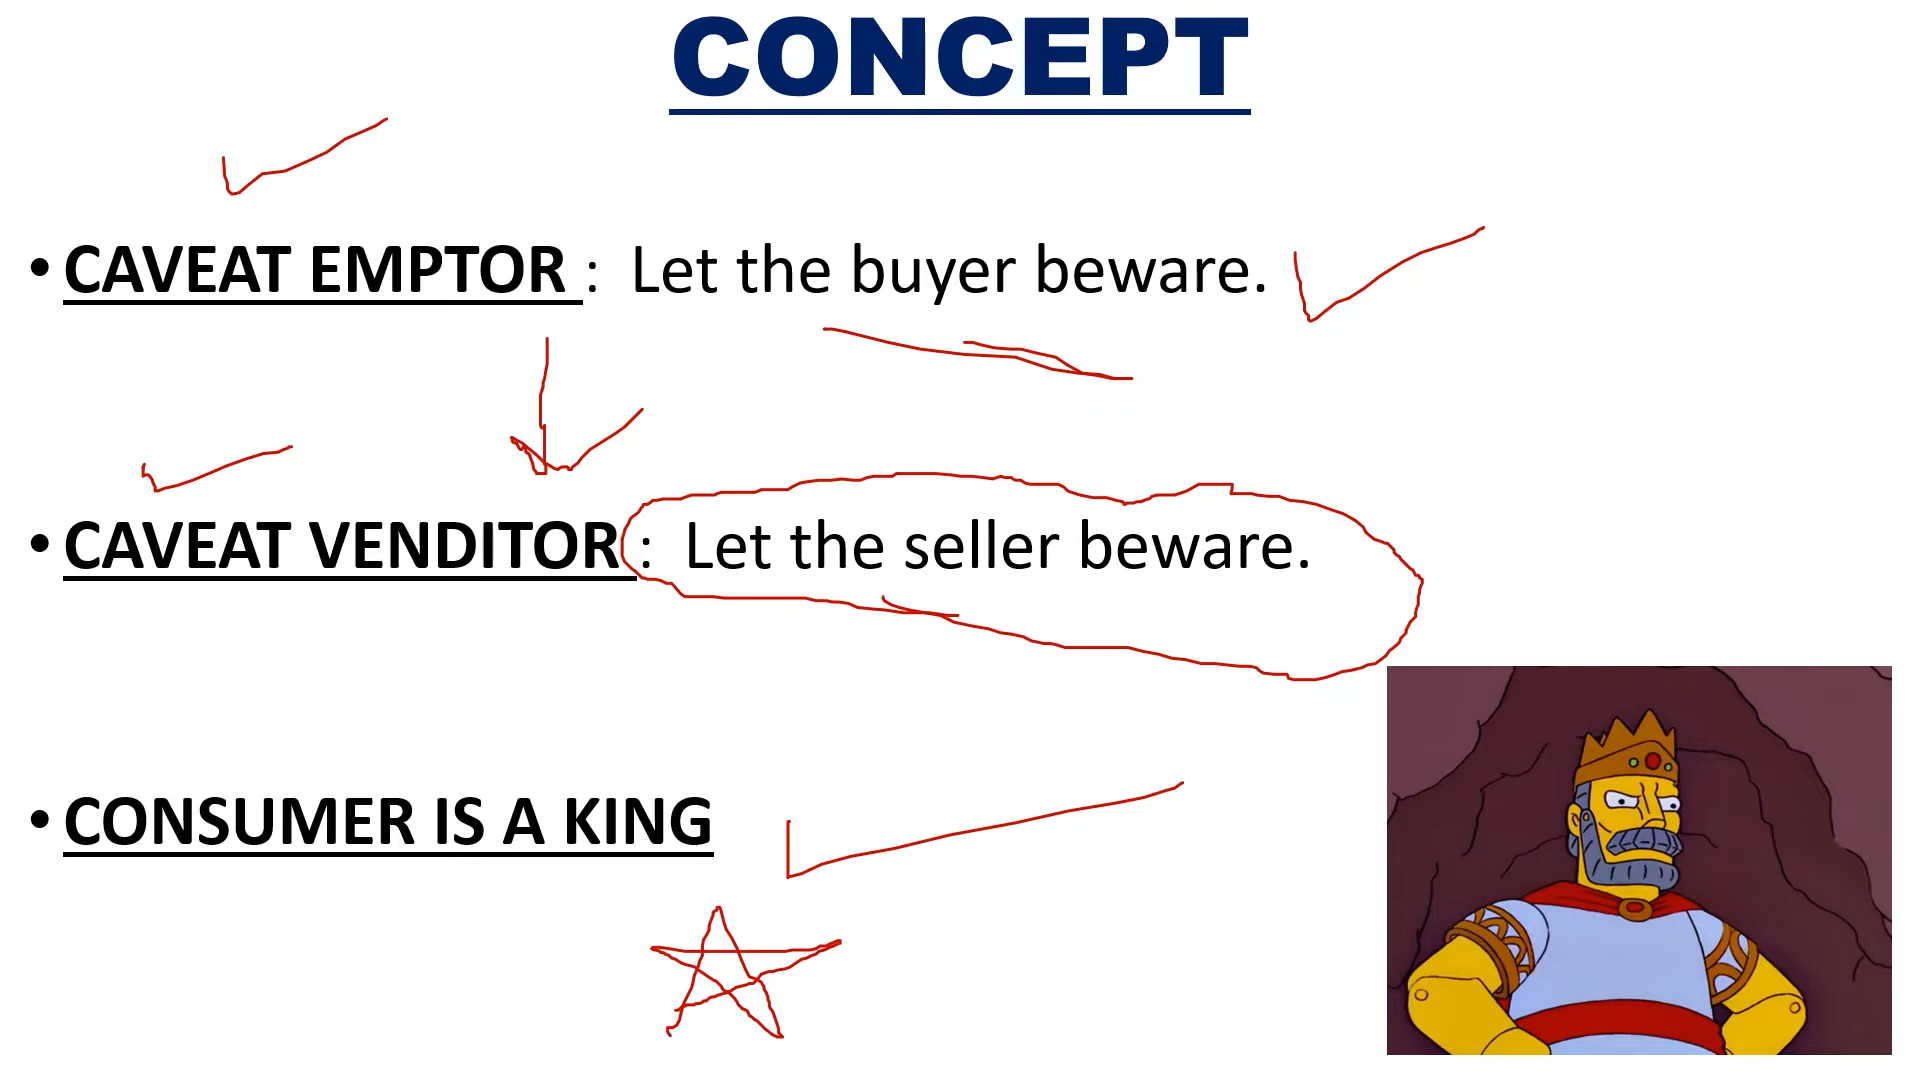 CONCEPT
• CAVEAT EMPTOR : Let the buyer beware.
• CAVEAT VENDITOR : Let the seller beware.
• CONSUMER IS A KING